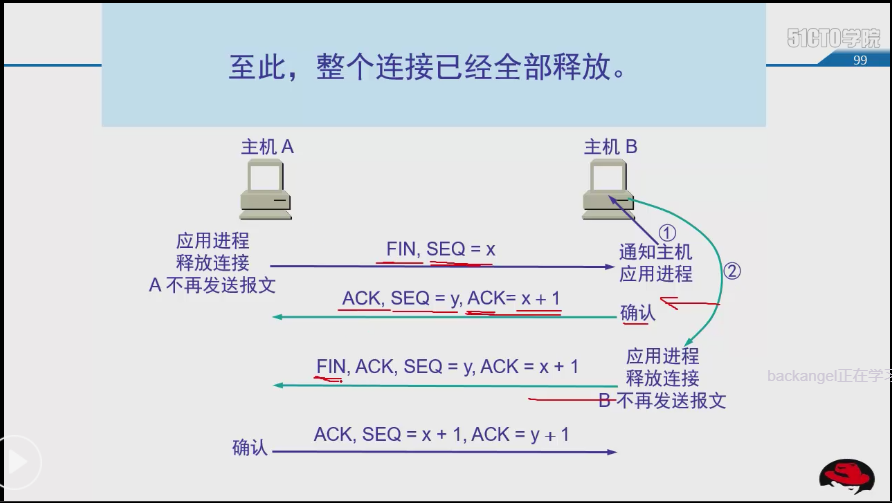 51CTO学院
99
至此，整个连接已经全部释放。
主机 A
主机 B
应用进程
释放连接
A 不再发送报文
FIN, SEQ = x
①
通知主机
应用进程
②
ACK, SEQ = y, ACK= x + 1
确认
FIN, ACK, SEQ = y, ACK = x + 1
应用进程
释放连接
B 不再发送报文
backangel正在学习
确认
ACK, SEQ = x + 1, ACK = y + 1